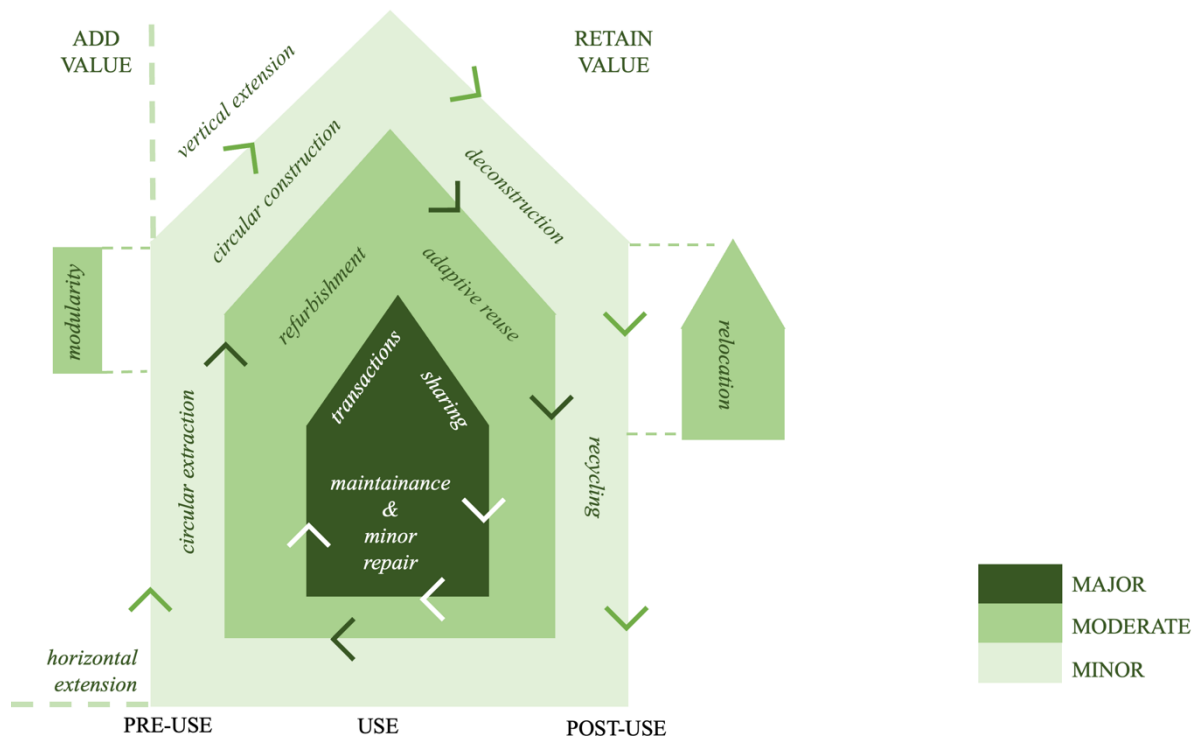 ADD
VALUE
RETAIN
VALUE
vertical extension
circular construction
deconstruction
modularity
refurbishment
adaptive reuse
relocation
transactions
sharing
circular extraction
recycling
maintainance
&
minor
repair
MAJOR
MODERATE
MINOR
horizontal
extension
PRE-USE
USE
POST-USE